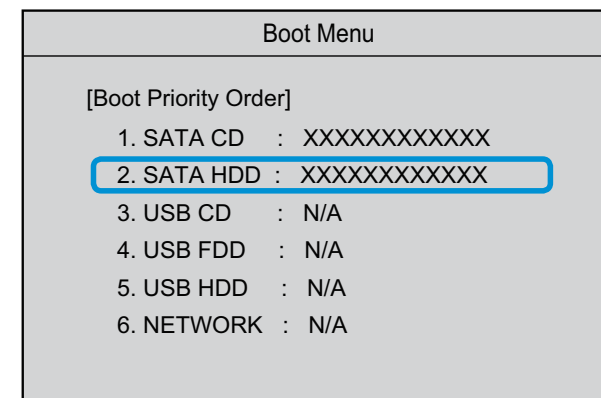 Boot Menu
[Boot Priority Order]
1. SATA CD : XXXXXXXXXXXX
2. SATA HDD : XXXXXXXXXXXX
3. USB CD : N/A
4. USB FDD : N/A
5. USB HDD : N/A
6. NETWORK : N/A